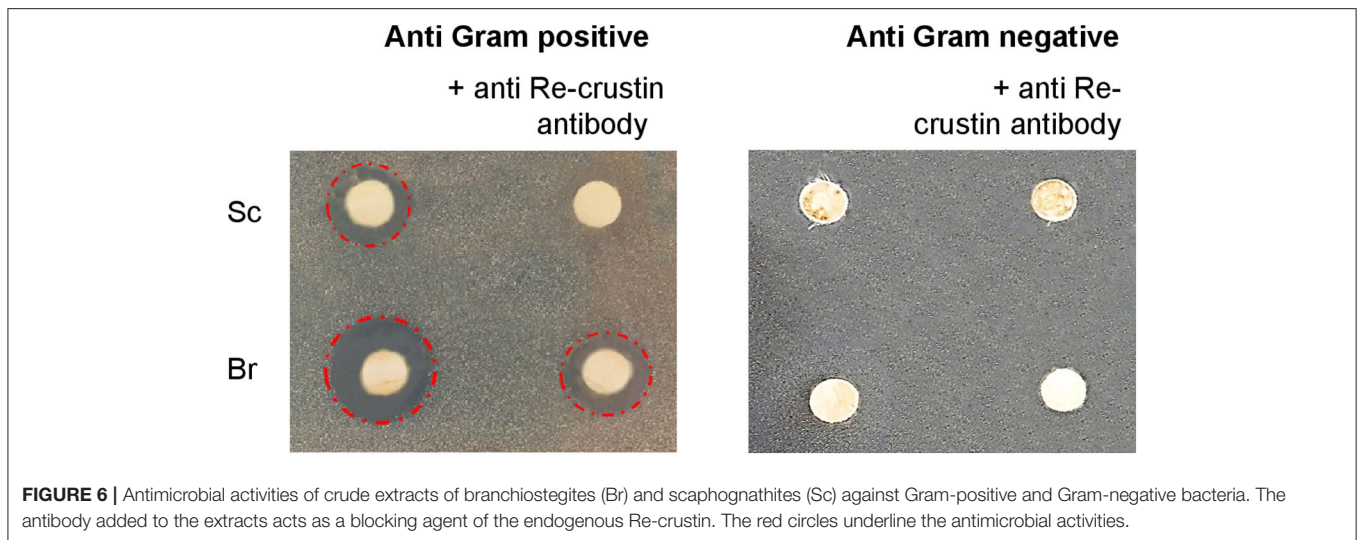 Anti Gram positive
Anti Gram negative
+ anti Re-crustin
antibody
+ anti Re-
crustin antibody
Sc
Br
FIGURE 6 | Antimicrobial activities of crude extracts of branchiostegites (Br) and scaphognathites (Sc) against Gram-positive and Gram-negative bacteria. The
antibody added to the extracts acts as a blocking agent of the endogenous Re-crustin. The red circles underline the antimicrobial activities.